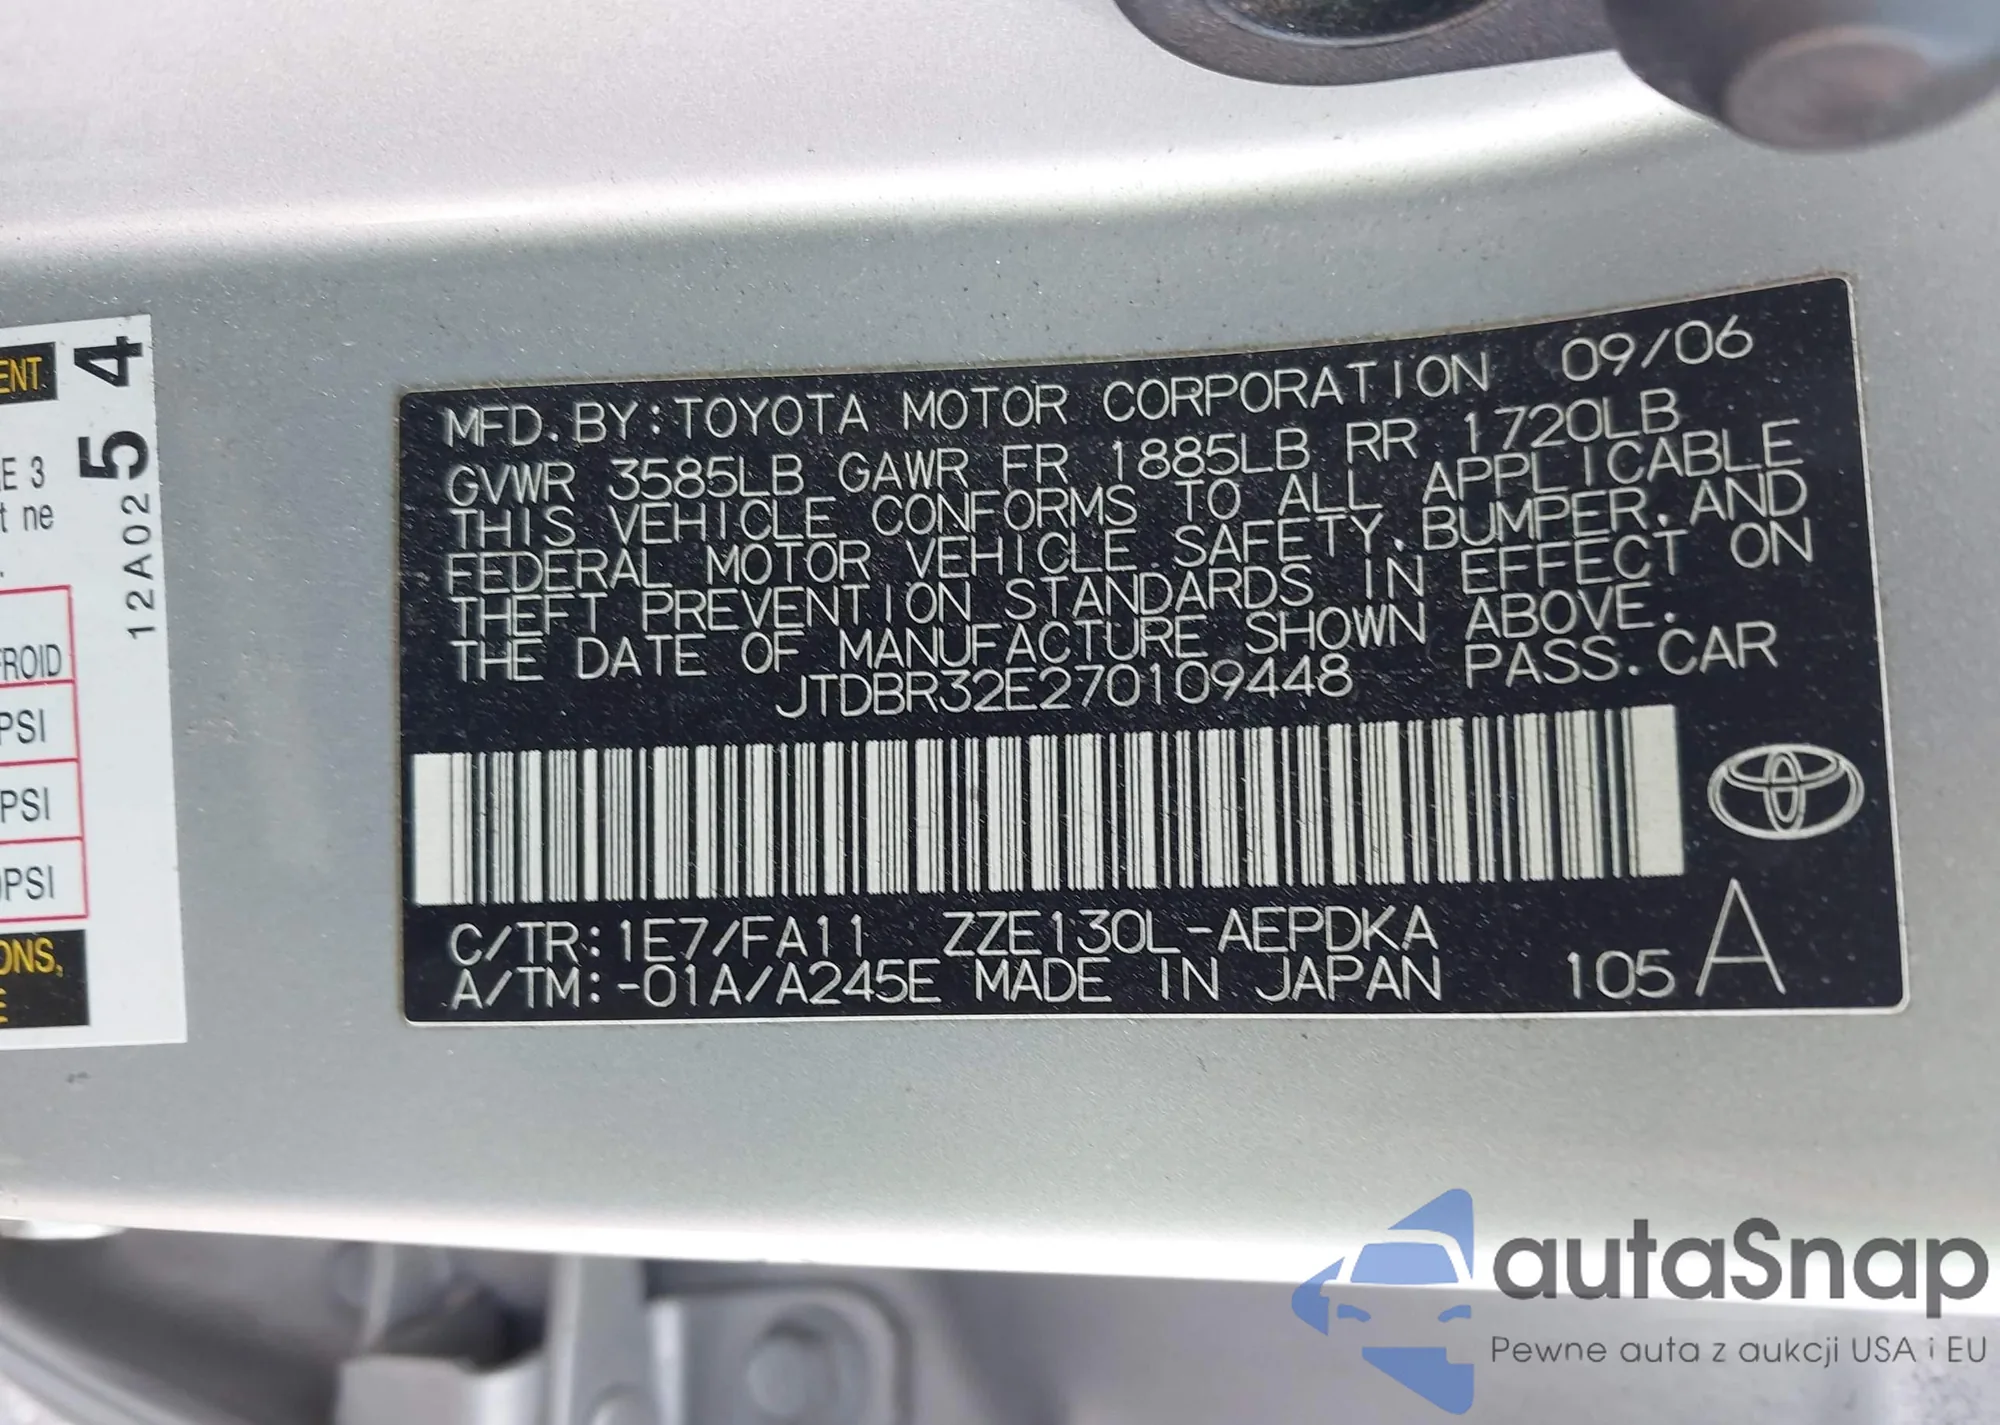 MFD. BY: TOYOTA MOTOR CORPORATION 09/06
GVWR 3585LB GAWR FR 1885LB RR 1720LB
THIS VEHICLE CONFORMS TO ALL APPLICABLE
FEDERAL MOTOR VEHICLE SAFETY, BUMPER, AND
THEFT PREVENTION STANDARDS IN EFFECT ON
THE DATE OF MANUFACTURE SHOWN ABOVE.
JTDBR32E270109448 PASS. CAR
C/TR: 1E7/FA11 ZZE130L-AEPDKA
A/TM: -01A/A245E MADE IN JAPAN 105 A
ENT
E 3
t ne
FROID
PSI
PSI
0PSI
ONS,
E
54
12A02
autaSnap
Pewne auta z aukcji USA i EU